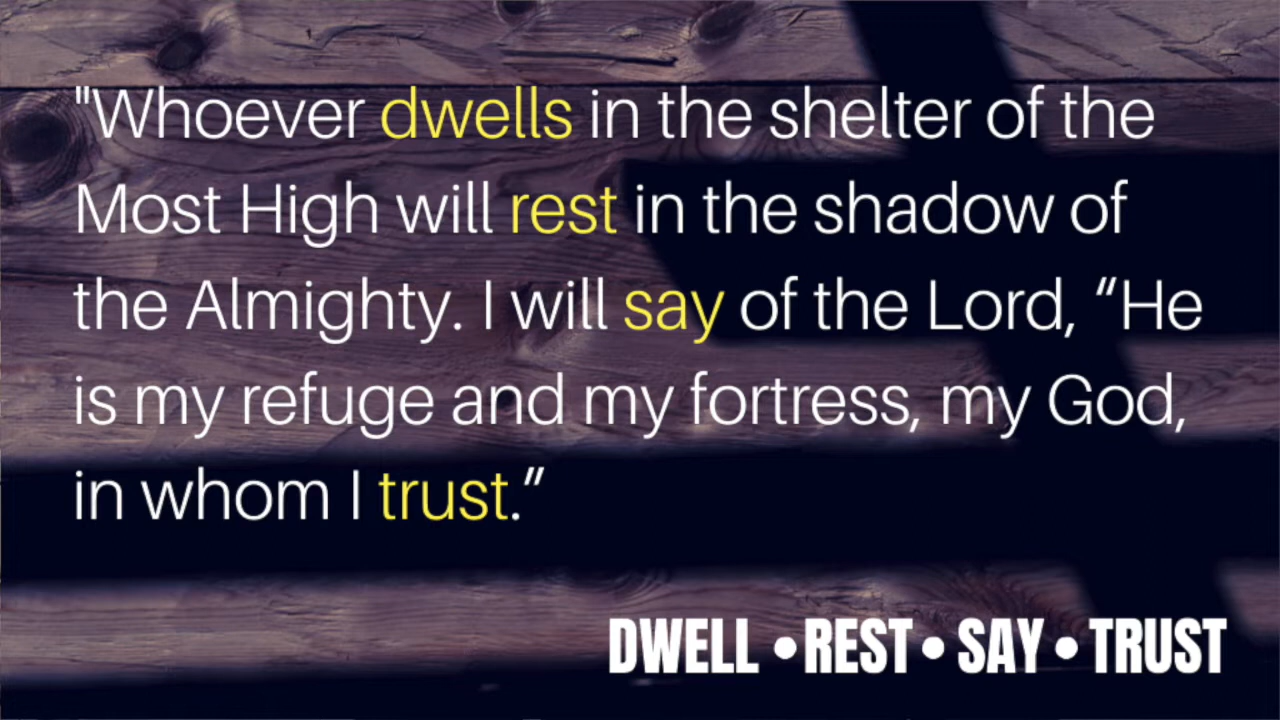 "Whoever dwells in the shelter of the
Most High will rest in the shadow of
the Almighty. I will say of the Lord, “He
is my refuge and my fortress, my God,
in whom I trust.”
DWELL • REST • SAY • TRUST